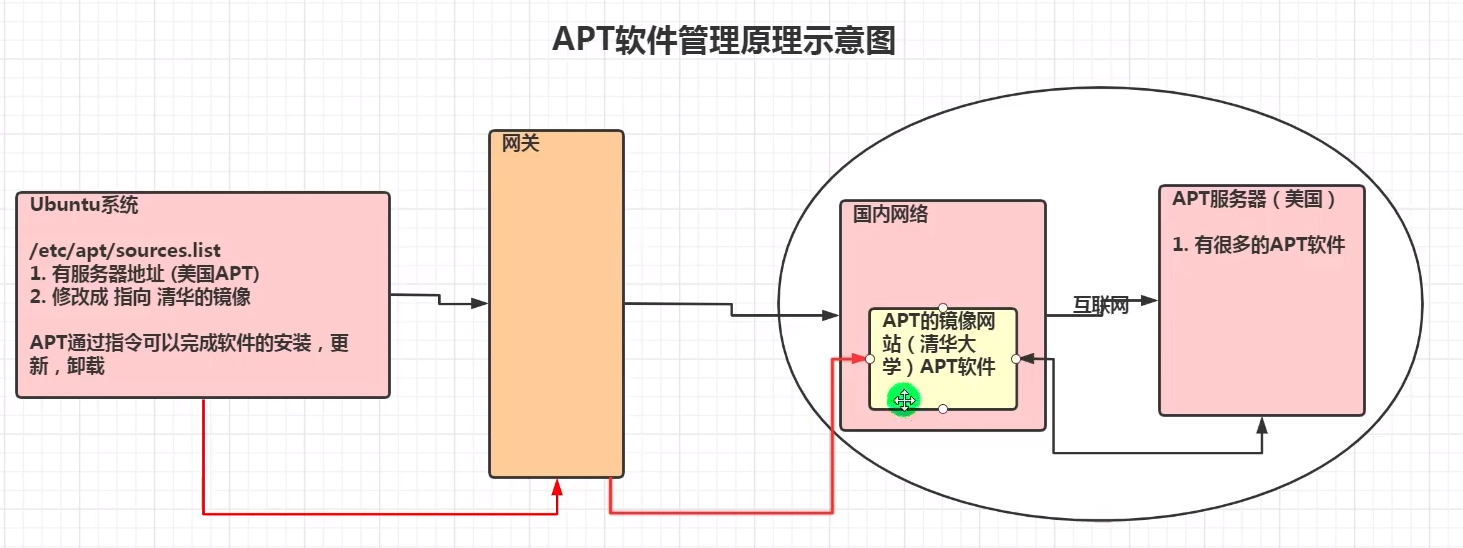 APT软件管理原理示意图
网关
Ubuntu系统
/etc/apt/sources.list
1. 有服务器地址 (美国APT)
2. 修改成 指向 清华的镜像
APT通过指令可以完成软件的安装，更
新，卸载
国内网络
APT的镜像网
站（清华大
学）APT软件
互联网
APT服务器（美国）
1. 有很多的APT软件